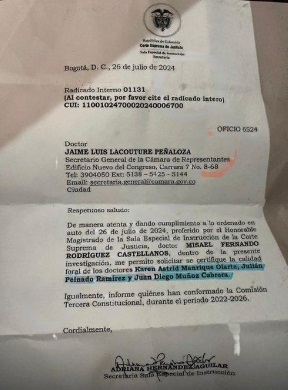 República de Colombia
Corte Suprema de Justicia
Sala Especial de Instrucción
Secretaría
Bogotá, D. C., 26 de julio de 2024
Radicado Interno 01131
(Al contestar, por favor cite el radicado intero)
CUI: 11001024700020240006700
OFICIO 6524
Doctor
JAIME LUIS LACOUTURE PEÑALOZA
Secretario General de la Cámara de Representantes
Edificio Nuevo del Congreso, Carrera 7 No. 8-68
Tel: 3904050 Ext: 5138 - 5125 - 5144
Email: secretaria.general@camara.gov.co
Ciudad
Respetuoso saludo:
De manera atenta y dando cumplimiento a lo ordenado en
auto del 26 de julio de 2024, proferido por el Honorable
Magistrado de la Sala Especial de Instrucción de la Corte
Suprema de Justicia, doctor MISAEL FERNANDO
RODRÍGUEZ CASTELLANOS, dentro de la presente
investigación, me permito solicitar se certifique la calidad
foral de los doctores Karen Astrid Manrique Olarte, Julián
Peinado Ramírez y Juan Diego Muñoz Cabrera.
Igualmente, informe quiénes han conformado la Comisión
Tercera Constitucional, durante el periodo 2022-2026.
Cordialmente,
ADRIANA HERNÁNDEZ AGUILAR
Secretaria Sala Especial de Instrucción